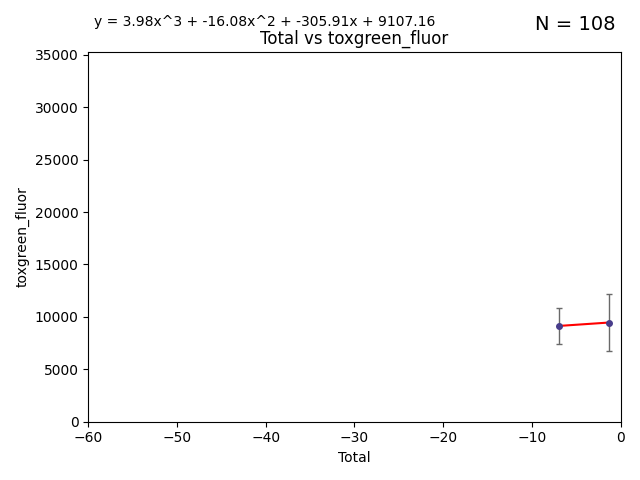 y = 3.98x^3 + -16.08x^2 + -305.91x + 9107.16
N = 108
Total vs toxgreen_fluor
35000
30000
25000
20000
15000
10000
5000
0
toxgreen_fluor
−60 −50 −40 −30 −20 −10 0
Total